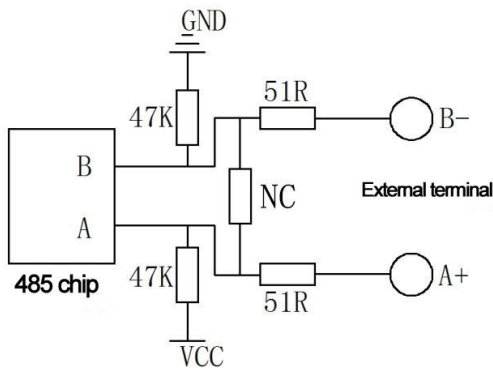 GND
51R
47K
B-
B
NC
External terminal
A
47K
A+
485 chip
51R
VCC